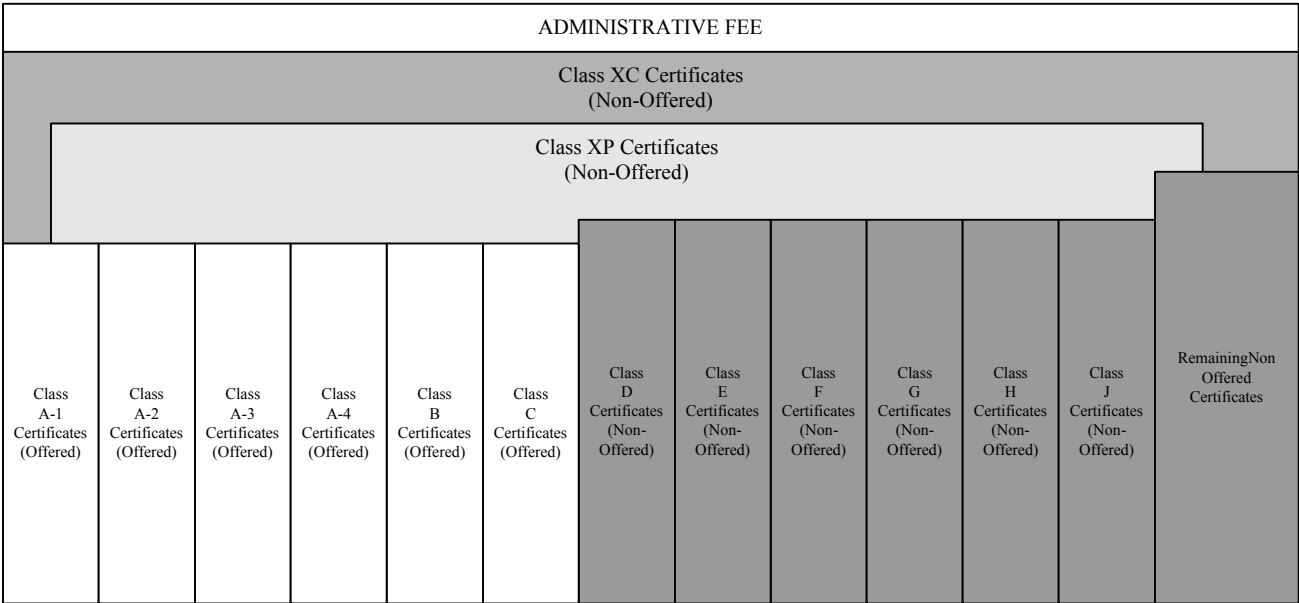 ADMINISTRATIVE FEE
Class XC Certificates
(Non-Offered)
Class XP Certificates
(Non-Offered)
Class
A-1
Certificates
(Offered)
Class
A-2
Certificates
(Offered)
Class
A-3
Certificates
(Offered)
Class
A-4
Certificates
(Offered)
Class
B
Certificates
(Offered)
Class
C
Certificates
(Offered)
Class
D
Certificates
(Non-
Offered)
Class
E
Certificates
(Non-
Offered)
Class
F
Certificates
(Non-
Offered)
Class
G
Certificates
(Non-
Offered)
Class
H
Certificates
(Non-
Offered)
Class
J
Certificates
(Non-
Offered)
RemainingNon
Offered
Certificates